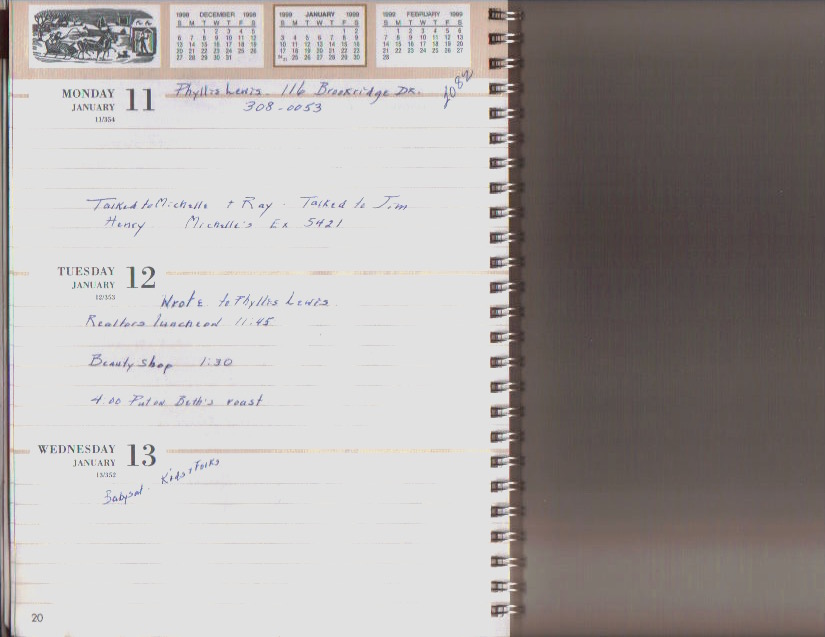 1998 DECEMBER 1998
S M T W T F S
1 2 3 4 5
6 7 8 9 10 11 12
13 14 15 16 17 18 19
20 21 22 23 24 25 26
27 28 29 30 31
1999 JANUARY 1999
S M T W T F S
1 2
3 4 5 6 7 8 9
10 11 12 13 14 15 16
17 18 19 20 21 22 23
24/31 25 26 27 28 29 30
1999 FEBRUARY 1999
S M T W T F S
1 2 3 4 5 6
7 8 9 10 11 12 13
14 15 16 17 18 19 20
21 22 23 24 25 26 27
28
MONDAY 11
JANUARY
11/354
Phyllis Lewis - 116 Brookridge DR.
308-0053
2082
Talked to Michelle + Ray - Talked to Jim
Henry Michelle's Ex 5421
TUESDAY 12
JANUARY
12/353
Wrote to Phyllis Lewis
Realtors Luncheon 11:45
Beauty Shop 1:30
4:00 Put on Beth's roast
WEDNESDAY 13
JANUARY
13/352
Babysat - Kids + Folks
20